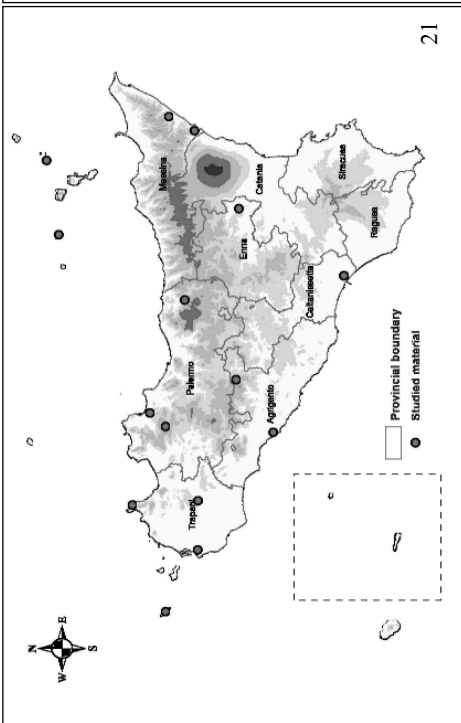 N
W E
S
Messina
Palermo
Trapani
Enna
Catania
Agrigento
Caltanissetta
Siracusa
Ragusa
Provincial boundary
Studied material
21